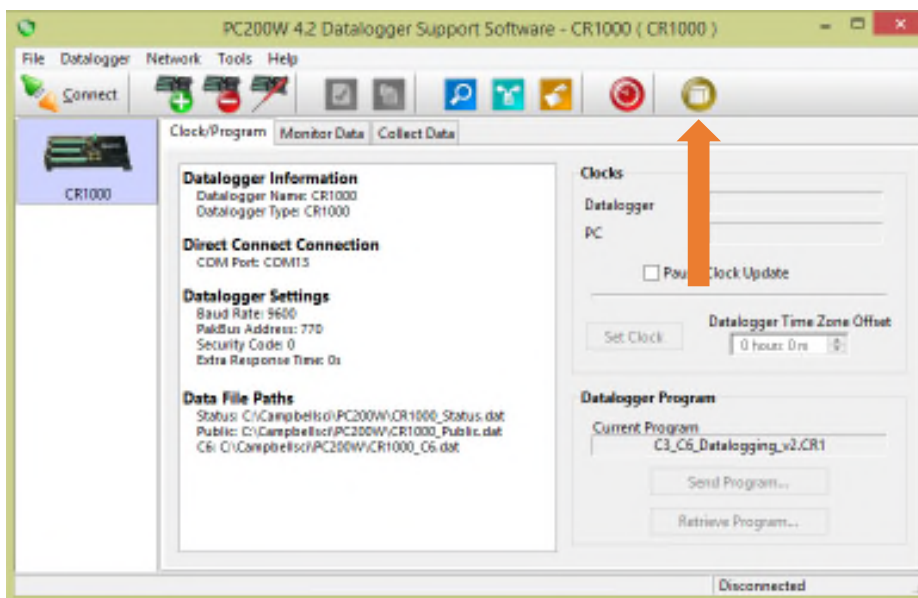 PC200W 4.2 Datalogger Support Software - CR1000 ( CR1000 )
File Datalogger Network Tools Help
Connect
CR1000
Clock/Program Monitor Data Collect Data
Datalogger Information
Datalogger Name: CR1000
Datalogger Type: CR1000
Direct Connect Connection
COM Port: COM13
Datalogger Settings
Baud Rate: 9600
PakBus Address: 770
Security Code: 0
Extra Response Time: 0s
Data File Paths
Status: C:\Campbellsci\PC200W\CR1000_Status.dat
Public: C:\Campbellsci\PC200W\CR1000_Public.dat
C6: C:\Campbellsci\PC200W\CR1000_C6.dat
Clocks
Datalogger
PC
Clock Update
Set Clock
Datalogger Time Zone Offset
0 hours 0 m
Datalogger Program
Current Program
C3_C6_Datalogging_v2.CR1
Send Program...
Retrieve Program...
Disconnected